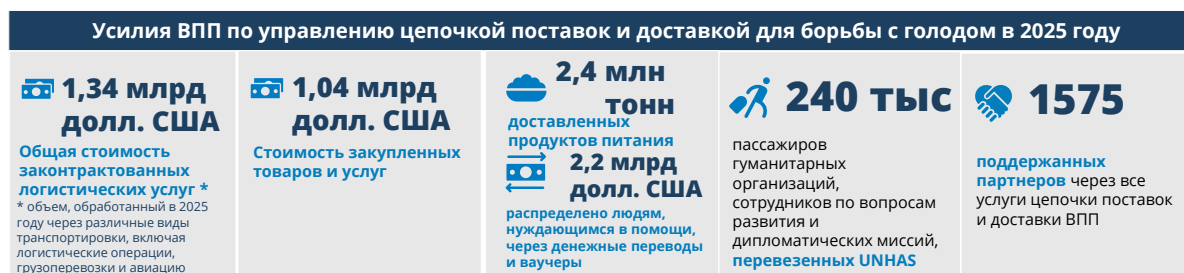 Усилия ВПП по управлению цепочкой поставок и доставкой для борьбы с голодом в 2025 году
1,34 млрд
долл. США
Общая стоимость
законтрактованных
логистических услуг *
* объем, обработанный в 2025
году через различные виды
транспортировки, включая
логистические операции,
грузоперевозки и авиацию
1,04 млрд
долл. США
Стоимость закупленных
товаров и услуг
2,4 млн
тонн
доставленных
продуктов питания
2,2 млрд
долл. США
распределено людям,
нуждающимся в помощи,
через денежные переводы
и ваучеры
240 тыс
пассажиров
гуманитарных
организаций,
сотрудников по вопросам
развития и
дипломатических миссий,
перевезенных UNHAS
1575
поддержанных
партнеров через все
услуги цепочки поставок
и доставки ВПП